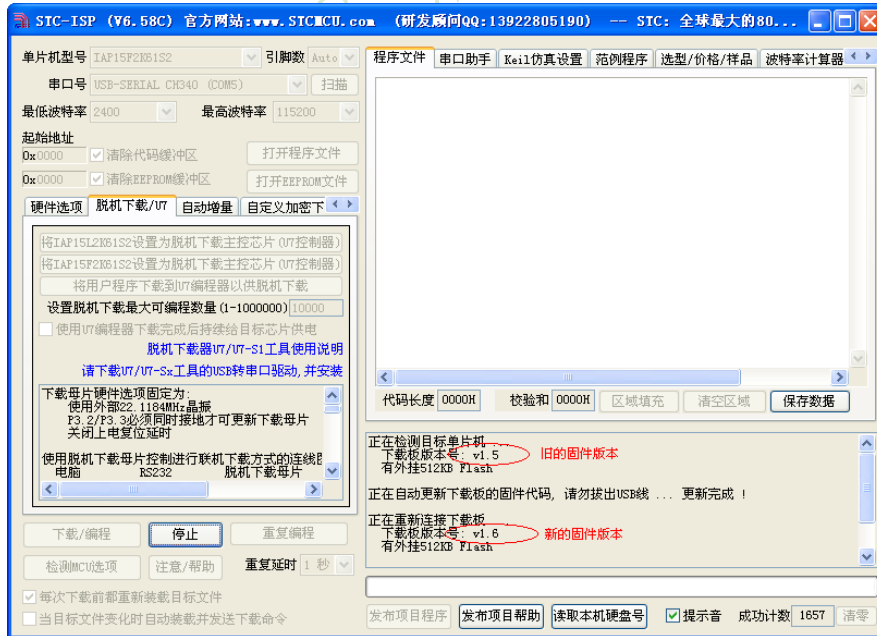 STC-ISP (V6.58C) 官方网站:www.STCMCU.com (研发顾问QQ:13922805190) -- STC: 全球最大的80...
单片机型号 IAP15F2K61S2 引脚数 Auto
串口号 USB-SERIAL CH340 (COM5) 扫描
最低波特率 2400 最高波特率 115200
起始地址
0x0000 清除代码缓冲区 打开程序文件
0x0000 清除EEPROM缓冲区 打开EEPROM文件
硬件选项 脱机下载/U7 自动增量 自定义加密下
将IAP15L2K61S2设置为脱机下载主控芯片(U7控制器)
将IAP15F2K61S2设置为脱机下载主控芯片(U7控制器)
将用户程序下载到U7编程器以供脱机下载
设置脱机下载最大可编程数量(1-1000000) 10000
使用U7编程器下载完成后持续给目标芯片供电
脱机下载器U7/U7-S1工具使用说明
请下载U7/U7-Sx工具的USB转串口驱动,并安装
下载母片硬件选项固定为:
使用外部22.1184MHz晶振
P3.2/P3.3必须同时接地才可更新下载母片
关闭上电复位延时
使用脱机下载母片控制进行联机下载方式的连线
电脑 RS232 脱机下载母片
下载/编程 停止 重复编程
检测MCU选项 注意/帮助 重复延时 1 秒
每次下载前都重新装载目标文件
当目标文件变化时自动装载并发送下载命令
程序文件 串口助手 Keil仿真设置 范例程序 选型/价格/样品 波特率计算器
代码长度 0000H 校验和 0000H 区域填充 清空区域 保存数据
正在检测目标单片机 ...
下载板版本号: v1.5 旧的固件版本
有外挂512KB Flash
正在自动更新下载板的固件代码, 请勿拔出USB线 ... 更新完成 !
正在重新连接下载板
下载板版本号: v1.6 新的固件版本
有外挂512KB Flash
发布项目程序 发布项目帮助 读取本机硬盘号 提示音 成功计数 1657 清零